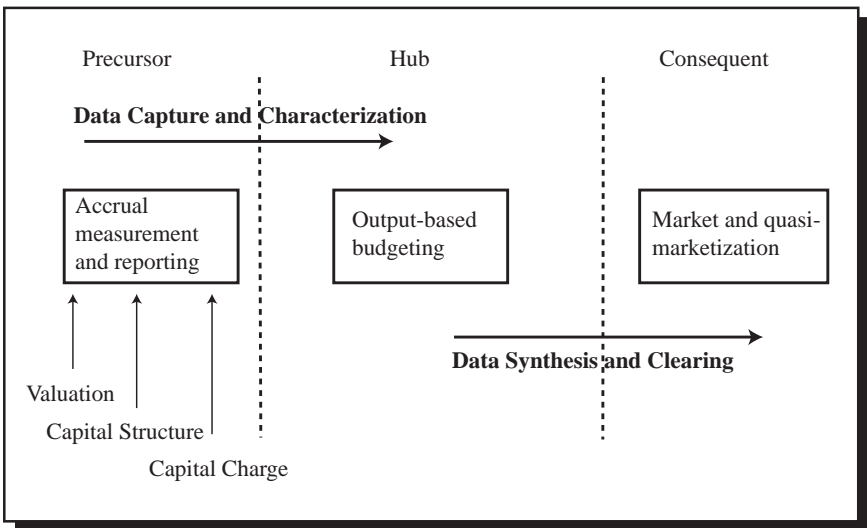 Precursor
Hub
Consequent
Data Capture and Characterization
Accrual
measurement
and reporting
Output-based
budgeting
Market and quasi-
marketization
Data Synthesis and Clearing
Valuation
Capital Structure
Capital Charge